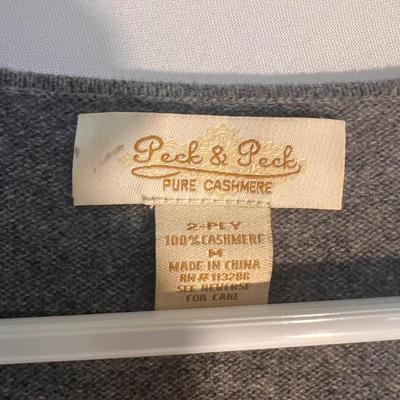 Peck & Peck
PURE CASHMERE
2-PLY
100% CASHMERE
M
MADE IN CHINA
RN# 113286
SEE REVERSE
FOR CARE